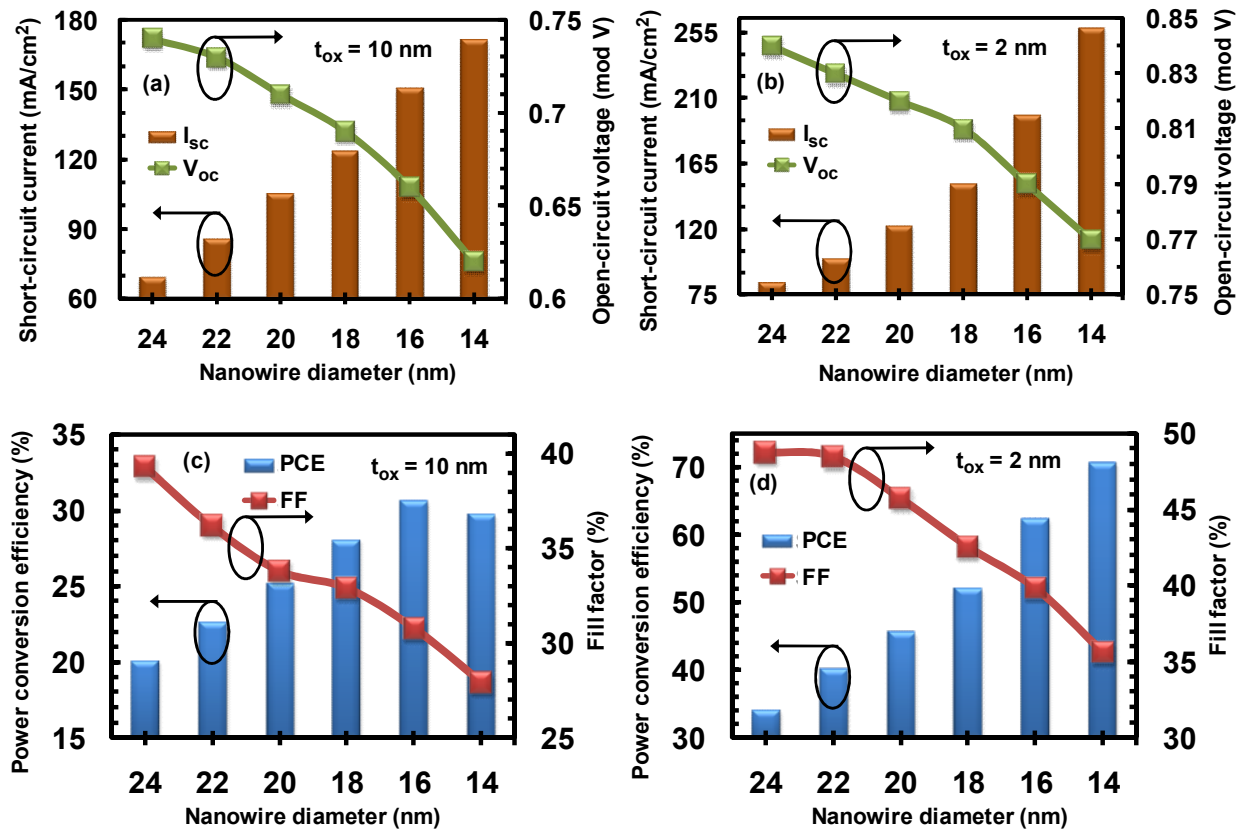 Short-circuit current (mA/cm²)
180
150
120
90
60
(a)
t_ox = 10 nm
I_sc
V_oc
0.75
0.7
0.65
0.6
Open-circuit voltage (mod V)
24 22 20 18 16 14
Nanowire diameter (nm)
Short-circuit current (mA/cm²)
255
210
165
120
75
(b)
t_ox = 2 nm
I_sc
V_oc
0.85
0.83
0.81
0.79
0.77
0.75
Open-circuit voltage (mod V)
24 22 20 18 16 14
Nanowire diameter (nm)
Power conversion efficiency (%)
35
30
25
20
15
(c)
PCE
FF
t_ox = 10 nm
40
35
30
25
Fill factor (%)
24 22 20 18 16 14
Nanowire diameter (nm)
Power conversion efficiency (%)
70
60
50
40
30
(d)
t_ox = 2 nm
PCE
FF
50
45
40
35
30
Fill factor (%)
24 22 20 18 16 14
Nanowire diameter (nm)